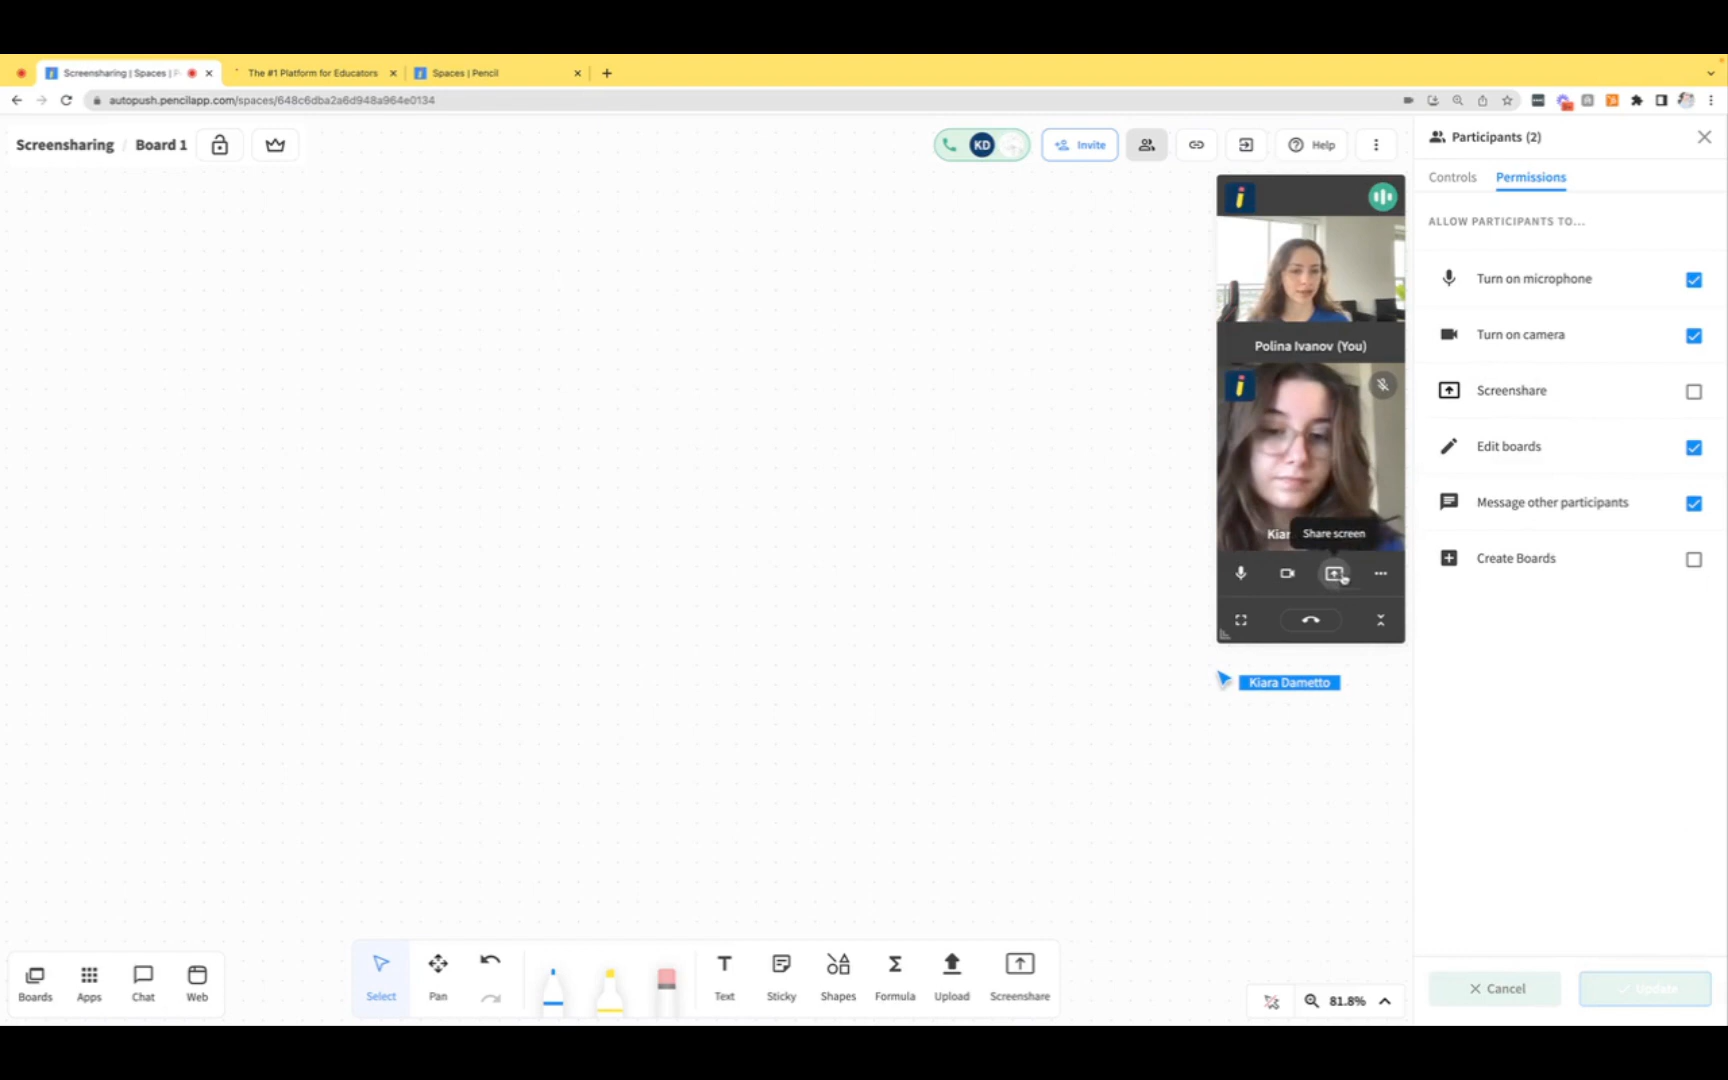 Screensharing | Spaces | P
The #1 Platform for Educators
Spaces | Pencil
autopush.pencilapp.com/spaces/648c6dba2a6d948a964e0134
Screensharing / Board 1
KD
Invite
Help
Participants (2)
Controls
Permissions
ALLOW PARTICIPANTS TO...
Turn on microphone
Turn on camera
Screenshare
Edit boards
Message other participants
Create Boards
Polina Ivanov (You)
Kiar
Share screen
Kiara Dametto
Boards
Apps
Chat
Web
Select
Pan
Text
Sticky
Shapes
Formula
Upload
Screenshare
81.8%
Cancel
Update